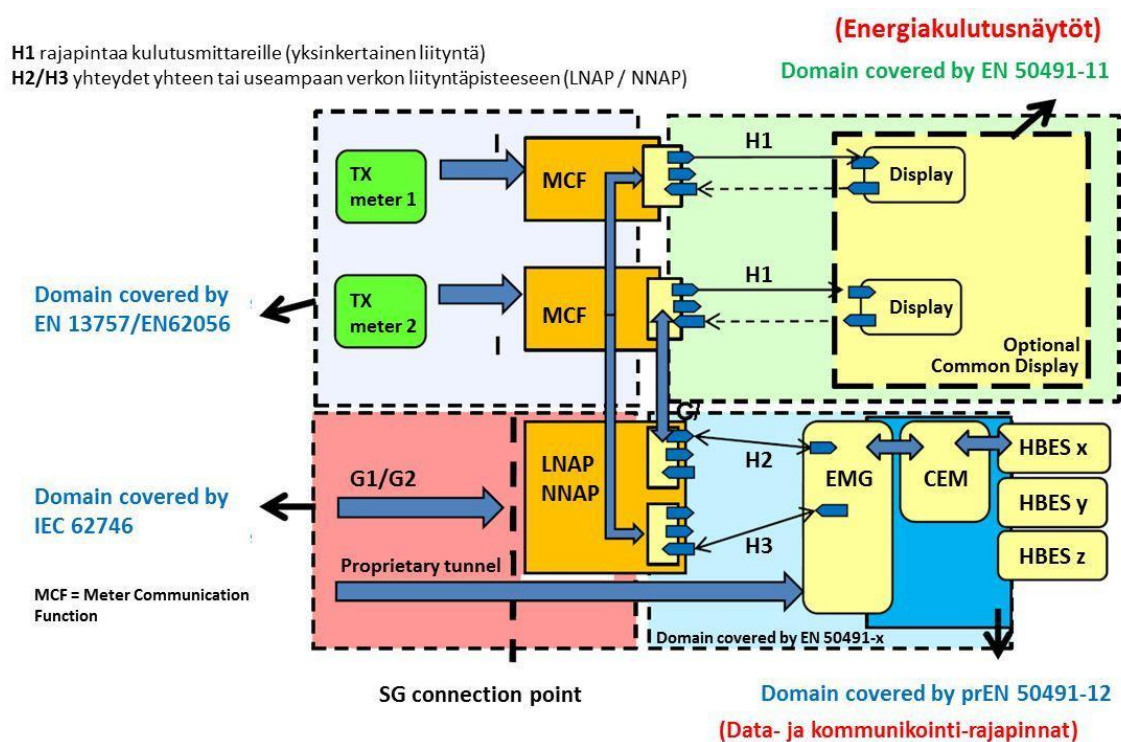 (Energiakulutusnäytöt)
H1 rajapintaa kulutusmittareille (yksinkertainen liityntä)
H2/H3 yhteydet yhteen tai useampaan verkon liityntäpisteeseen (LNAP / NNAP)
Domain covered by EN 50491-11
TX
meter 1
MCF
H1
Display
Domain covered by
EN 13757/EN62056
TX
meter 2
MCF
H1
Display
Optional
Common Display
Domain covered by
IEC 62746
G1/G2
LNAP
NNAP
H2
H3
EMG
CEM
HBES x
HBES y
HBES z
Proprietary tunnel
MCF = Meter Communication
Function
Domain covered by EN 50491-x
SG connection point
Domain covered by prEN 50491-12
(Data- ja kommunikointi-rajapinnat)